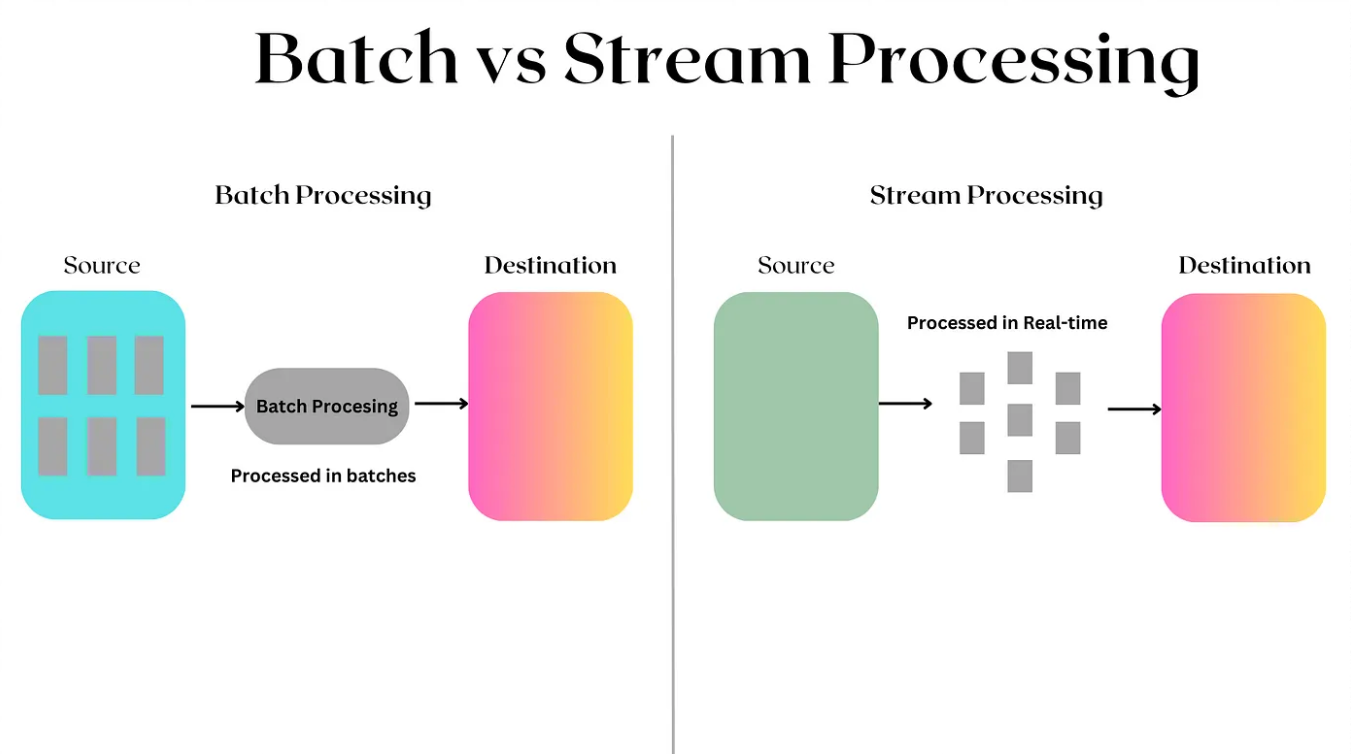 Batch vs Stream Processing
Batch Processing
Source
Destination
Batch Procesing
Processed in batches
Stream Processing
Source
Destination
Processed in Real-time